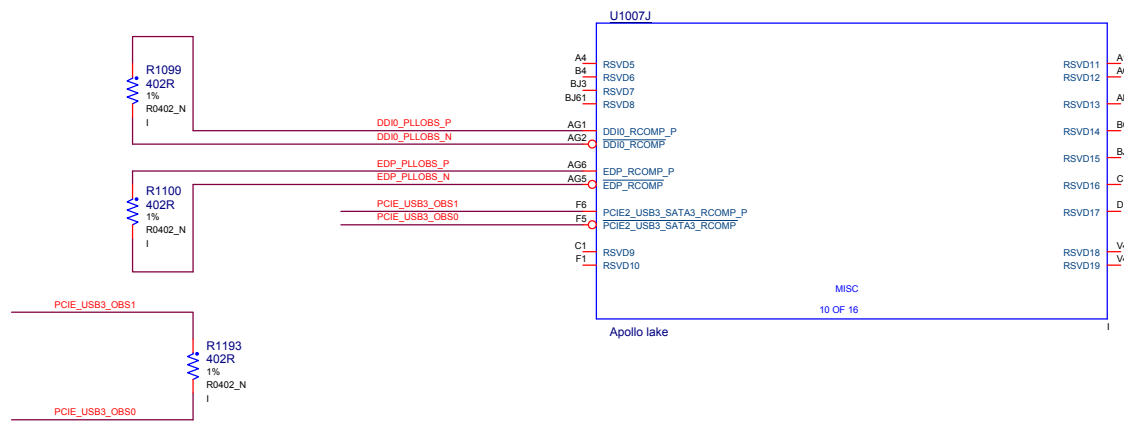 U1007J
A4
RSVD5
RSVD11
B4
RSVD6
RSVD12
BJ3
RSVD7
BJ61
RSVD8
RSVD13
R1099
402R
1%
R0402_N
I
DDI0_PLLOBS_P
AG1
DDI0_RCOMP_P
RSVD14
DDI0_PLLOBS_N
AG2
DDI0_RCOMP
RSVD15
EDP_PLLOBS_P
AG6
EDP_RCOMP_P
EDP_PLLOBS_N
AG5
EDP_RCOMP
RSVD16
R1100
402R
1%
R0402_N
I
PCIE_USB3_OBS1
F6
PCIE2_USB3_SATA3_RCOMP_P
RSVD17
PCIE_USB3_OBS0
F5
PCIE2_USB3_SATA3_RCOMP
C1
RSVD9
RSVD18
F1
RSVD10
RSVD19
MISC
10 OF 16
Apollo lake
I
PCIE_USB3_OBS1
R1193
402R
1%
R0402_N
I
PCIE_USB3_OBS0